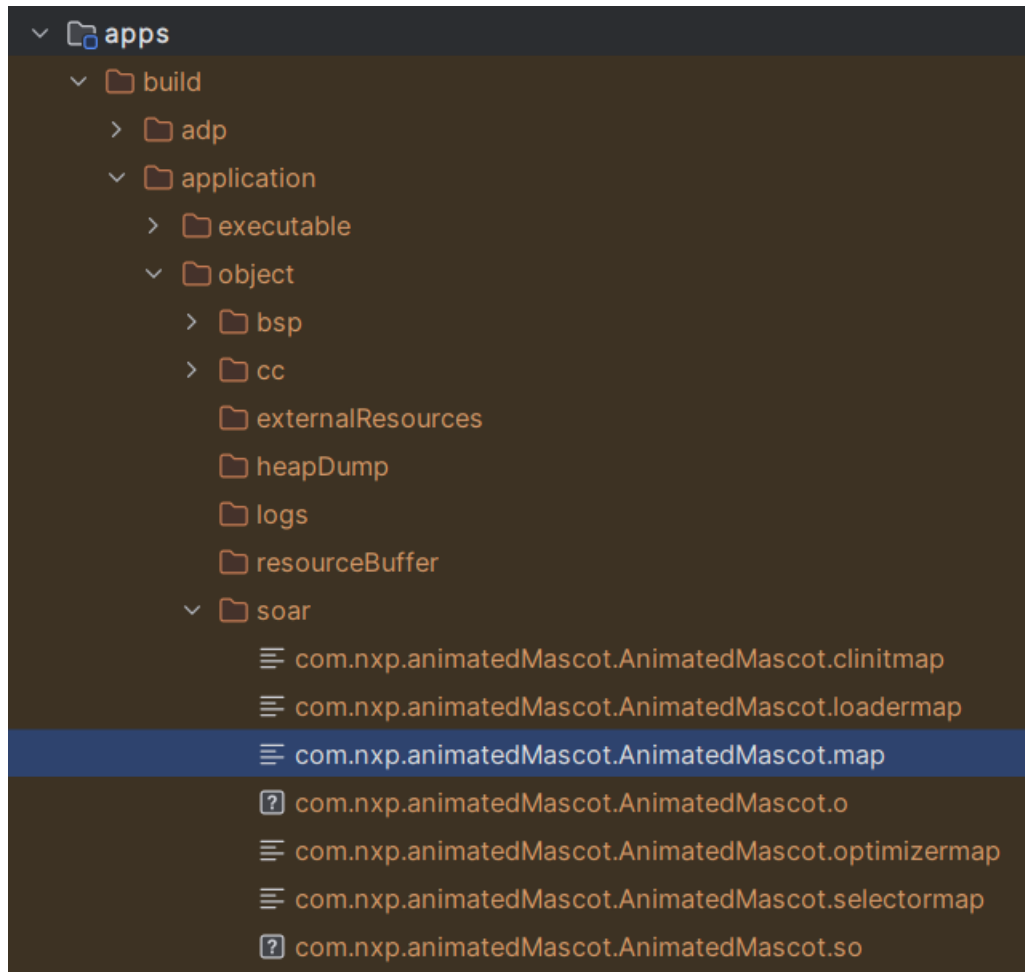 apps
build
adp
application
executable
object
bsp
cc
externalResources
heapDump
logs
resourceBuffer
soar
com.nxp.animatedMascot.AnimatedMascot.clinitmap
com.nxp.animatedMascot.AnimatedMascot.loadermap
com.nxp.animatedMascot.AnimatedMascot.map
com.nxp.animatedMascot.AnimatedMascot.o
com.nxp.animatedMascot.AnimatedMascot.optimizermap
com.nxp.animatedMascot.AnimatedMascot.selectormap
com.nxp.animatedMascot.AnimatedMascot.so